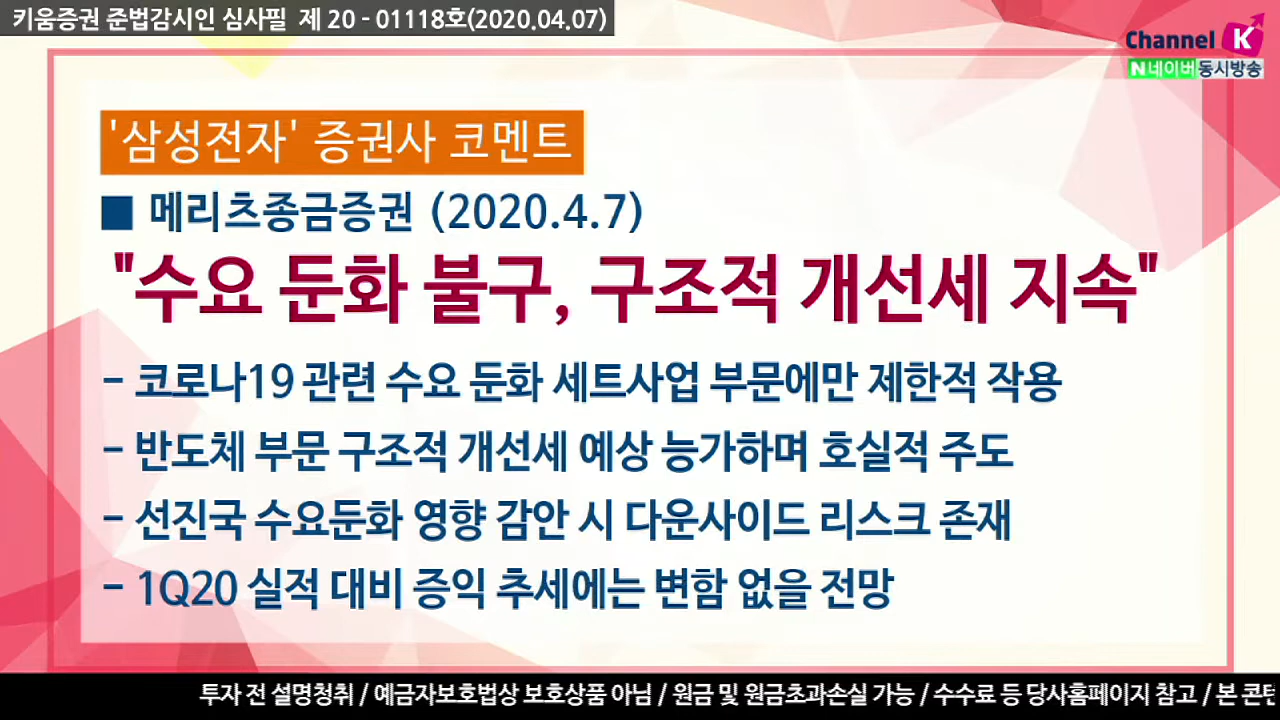 키움증권 준법감시인 심사필 제 20 - 01118호(2020.04.07)
Channel K
N네이버 동시방송
'삼성전자' 증권사 코멘트
■ 메리츠종금증권 (2020.4.7)
"수요 둔화 불구, 구조적 개선세 지속"
- 코로나19 관련 수요 둔화 세트사업 부문에만 제한적 작용
- 반도체 부문 구조적 개선세 예상 능가하며 호실적 주도
- 선진국 수요둔화 영향 감안 시 다운사이드 리스크 존재
- 1Q20 실적 대비 증익 추세에는 변함 없을 전망
투자 전 설명청취 / 예금자보호법상 보호상품 아님 / 원금 및 원금초과손실 가능 / 수수료 등 당사홈페이지 참고 / 본 콘텐